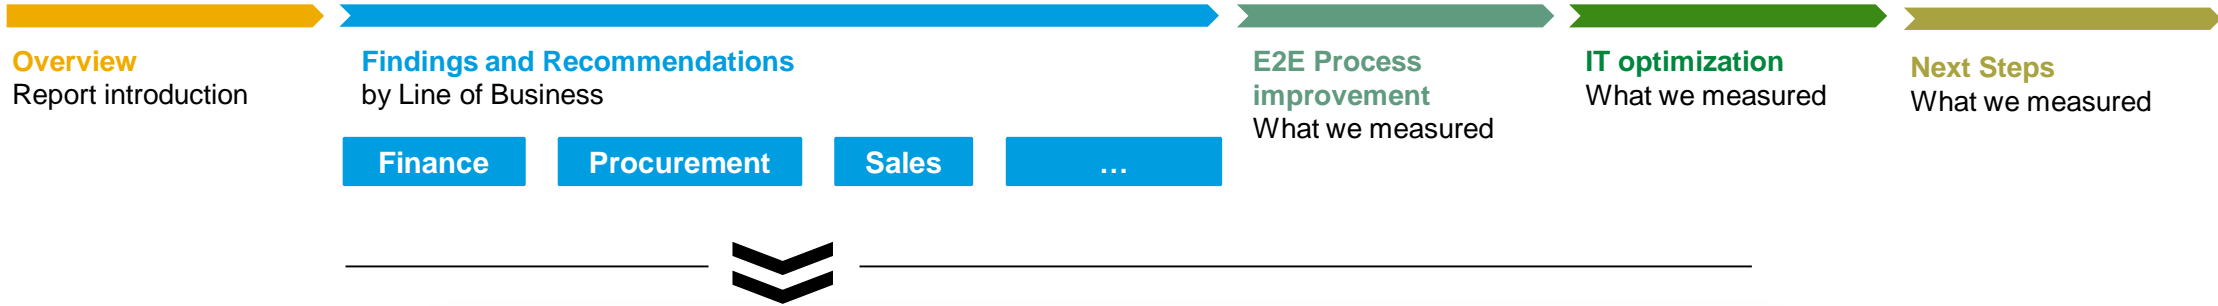 Overview
Report introduction
Findings and Recommendations
by Line of Business
Finance
Procurement
Sales
…
E2E Process
improvement
What we measured
IT optimization
What we measured
Next Steps
What we measured